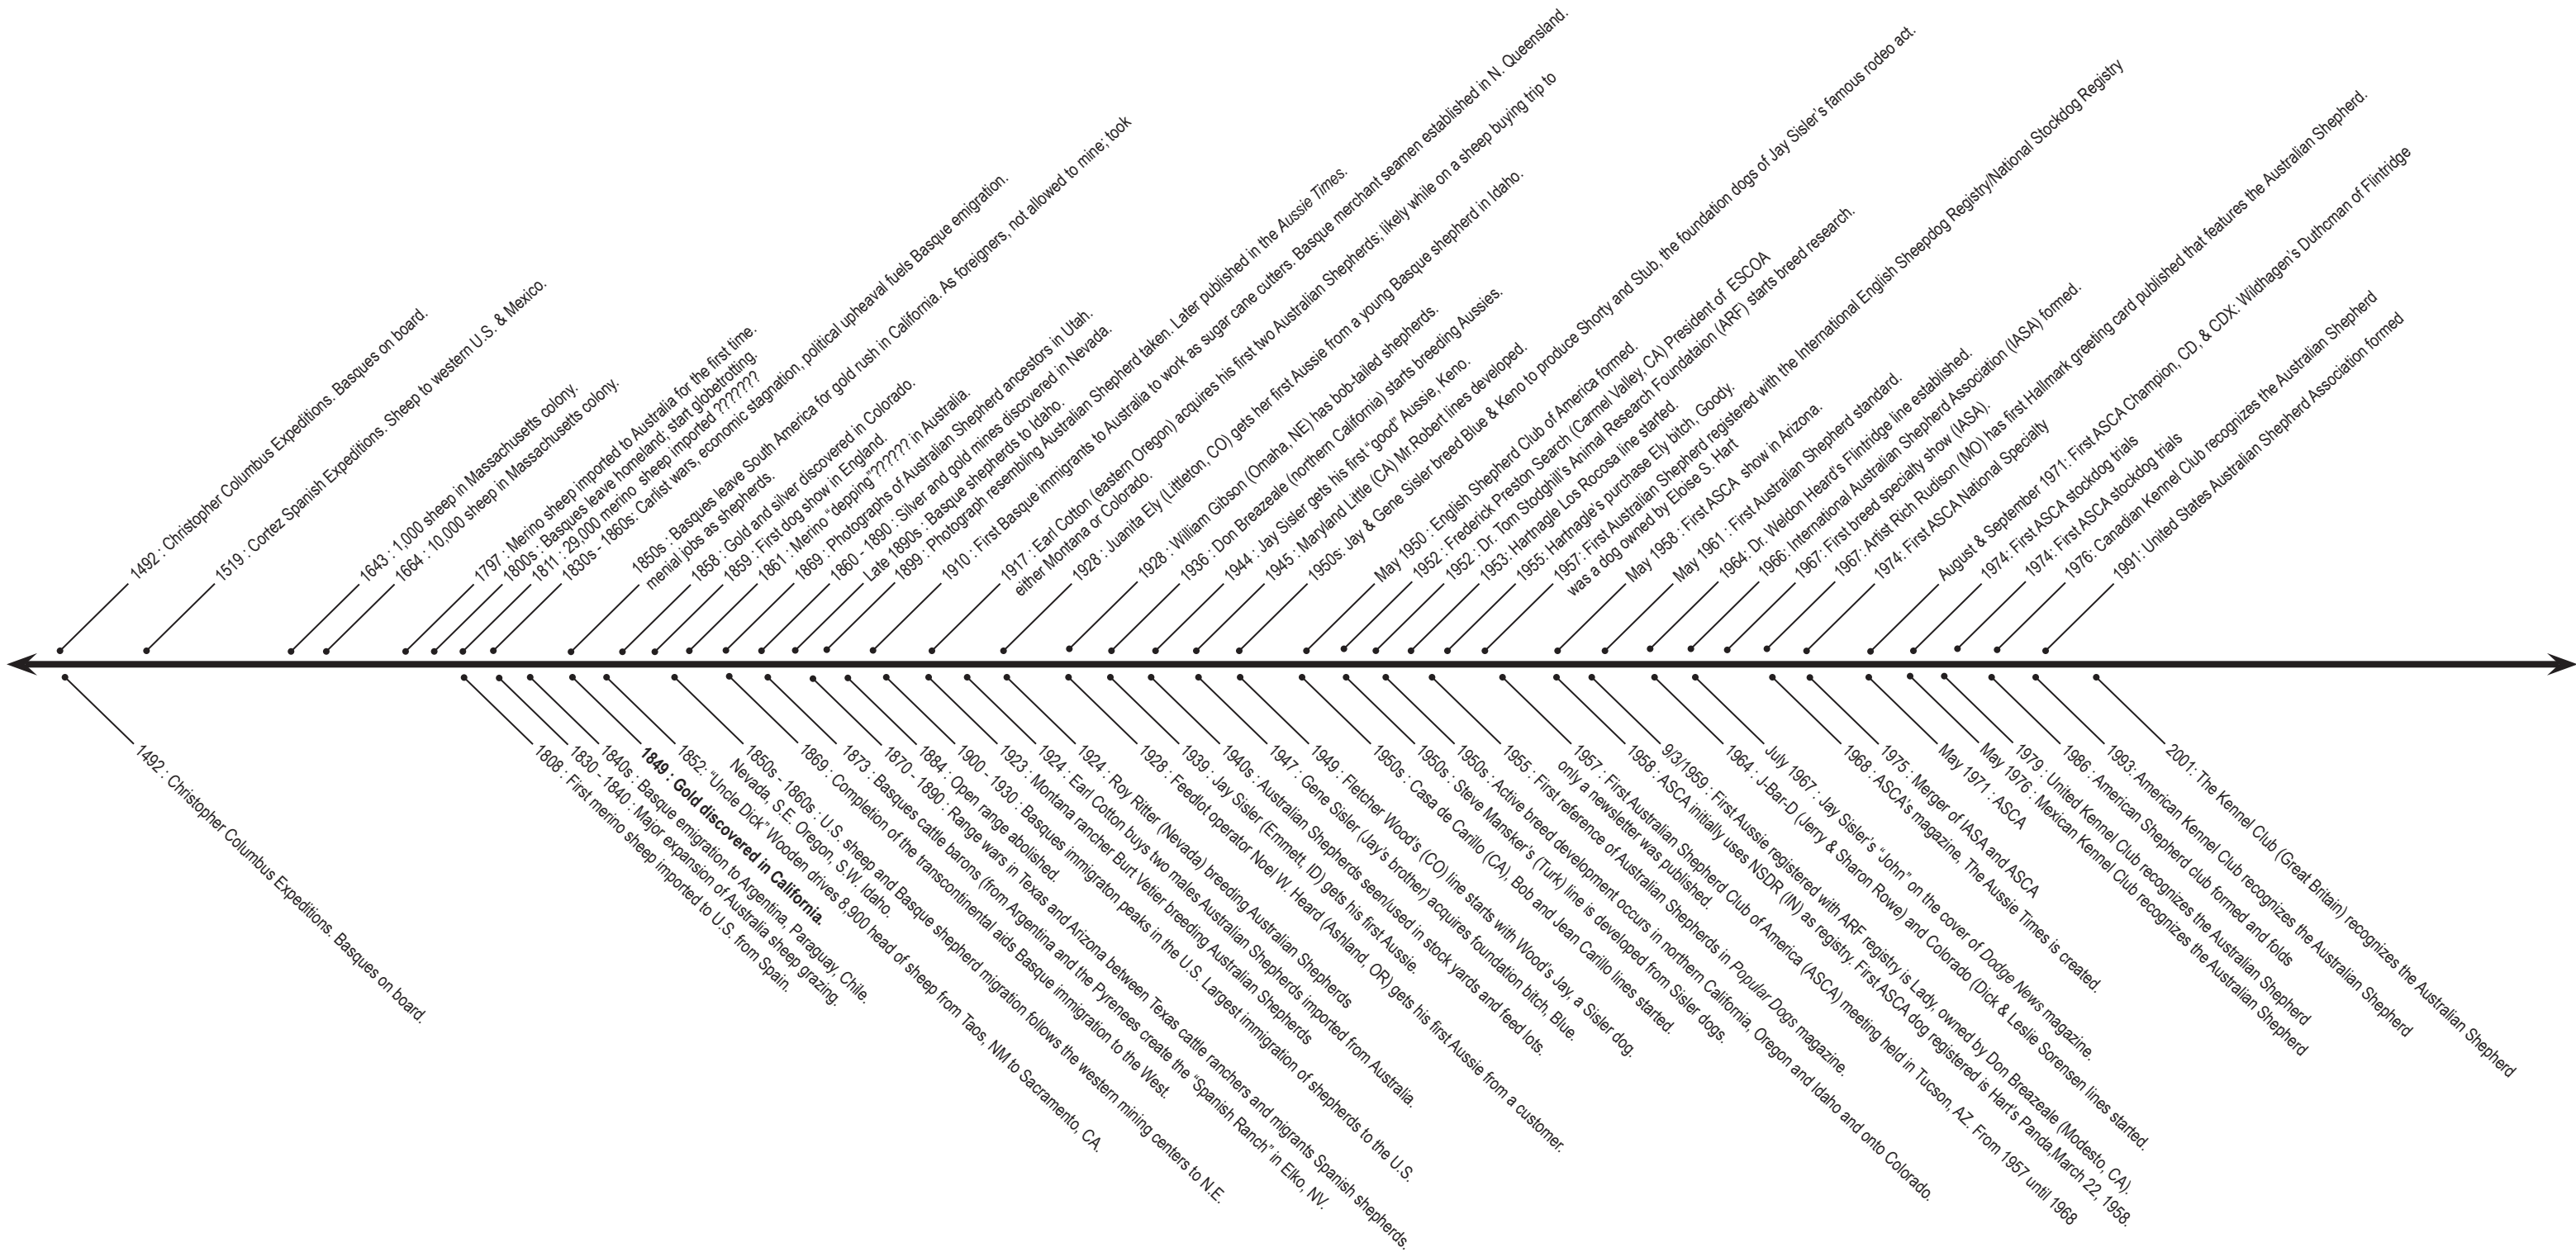 1492 : Christopher Columbus Expeditions. Basques on board.
1519 : Cortez Spanish Expeditions. Sheep to western U.S. & Mexico.
1643 : 1,000 sheep in Massachusetts colony.
1664 : 10,000 sheep in Massachusetts colony.
1797 : Merino sheep imported to Australia for the first time.
1800s : Basques leave homeland; start globetrotting.
1811 : 29,000 merino sheep imported ???????
1830s - 1860s: Carlist wars, economic stagnation, political upheaval fuels Basque emigration.
1850s : Basques leave South America for gold rush in California. As foreigners, not allowed to mine; took
menial jobs as shepherds.
1858 : Gold and silver discovered in Colorado.
1859 : First dog show in England.
1861 : Merino "depping"?????? in Australia.
1869 : Photographs of Australian Shepherd ancestors in Utah.
1860 - 1890 : Silver and gold mines discovered in Nevada.
Late 1890s : Basque shepherds to Idaho.
1899 : Photograph resembling Australian Shepherd taken. Later published in the Aussie Times.
1910 : First Basque immigrants to Australia to work as sugar cane cutters. Basque merchant seamen established in N. Queensland.
1917 : Earl Cotton (eastern Oregon) acquires his first two Australian Shepherds; likely while on a sheep buying trip to
either Montana or Colorado.
1928 : Juanita Ely (Littleton, CO) gets her first Aussie from a young Basque shepherd in Idaho.
1928 : William Gibson (Omaha, NE) has bob-tailed shepherds.
1936 : Don Breazeale (northern California) starts breeding Aussies.
1944 : Jay Sisler gets his first "good" Aussie, Keno.
1945 : Maryland Little (CA) Mr.Robert lines developed.
1950s: Jay & Gene Sisler breed Blue & Keno to produce Shorty and Stub, the foundation dogs of Jay Sisler's famous rodeo act.
May 1950 : English Shepherd Club of America formed.
1952 : Frederick Preston Search (Carmel Valley, CA) President of ESCOA
1952 : Dr. Tom Stodghill's Animal Research Foundataion (ARF) starts breed research.
1953 : Hartnagle Los Rocosa line started.
1955 : Hartnagle's purchase Ely bitch, Goody.
1957 : First Australian Shepherd registered with the International English Sheepdog Registry/National Stockdog Registry
was a dog owned by Eloise S. Hart
May 1958 : First ASCA show in Arizona.
May 1961 : First Australian Shepherd standard.
1964: Dr. Weldon Heard's Flintridge line established.
1966: International Australian Shepherd Association (IASA) formed.
1967: First breed specialty show (IASA).
1967: Artist Rich Rudison (MO) has first Hallmark greeting card published that features the Australian Shepherd.
1974: First ASCA National Specialty
August & September 1971: First ASCA Champion, CD, & CDX: Wildhagen's Duthcman of Flintridge
1974: First ASCA stockdog trials
1974: First ASCA stockdog trials
1976: Canadian Kennel Club recognizes the Australian Shepherd
1991: United States Australian Shepherd Association formed
1492 : Christopher Columbus Expeditions. Basques on board.
1808 : First merino sheep imported to U.S. from Spain.
1830 - 1840 : Major expansion of Australia sheep grazing.
1840s : Basque emigration to Argentina, Paraguay, Chile.
1849 : Gold discovered in California.
1852: "Uncle Dick" Wooden drives 8,900 head of sheep from Taos, NM to Sacramento, CA.
1850s - 1860s : U.S. sheep and Basque shepherd migration follows the western mining centers to N.E.
Nevada, S.E. Oregon, S.W. Idaho.
1869 : Completion of the transcontinental aids Basque immigration to the West.
1873 : Basques cattle barons (from Argentina and the Pyrenees create the "Spanish Ranch" in Elko, NV.
1870 - 1890 : Range wars in Texas and Arizona between Texas cattle ranchers and migrants Spanish shepherds.
1884 : Open range abolished.
1900 - 1930 : Basques immigraton peaks in the U.S. Largest immigration of shepherds to the U.S.
1923 : Montana rancher Burt Vetier breeding Australian Shepherds
1924 : Earl Cotton buys two males Australian Shepherds imported from Australia.
1924 : Roy Ritter (Nevada) breeding Australian Shepherds
1928 : Feedlot operator Noel W. Heard (Ashland, OR) gets his first Aussie from a customer.
1939 : Jay Sisler (Emmett, ID) gets his first Aussie.
1940s : Australian Shepherds seen/used in stock yards and feed lots.
1947 : Gene Sisler (Jay's brother) acquires foundation bitch, Blue.
1949 : Fletcher Wood's (CO) line starts with Wood's Jay, a Sisler dog.
1950s : Casa de Carillo (CA), Bob and Jean Carillo lines started.
1950s : Steve Mansker's (Turk) line is developed from Sisler dogs.
1950s: Active breed development occurs in northern California, Oregon and Idaho and onto Colorado.
1955 : First reference of Australian Shepherds in Popular Dogs magazine.
1957 : First Australian Shepherd Club of America (ASCA) meeting held in Tucson, AZ. From 1957 until 1968
only a newsletter was published.
1958 : ASCA initially uses NSDR (IN) as registry. First ASCA dog registered is Hart's Panda,March 22, 1958.
9/3/1959 : First Aussie registered with ARF registry is Lady, owned by Don Breazeale (Modesto, CA).
1964 : J-Bar-D (Jerry & Sharon Rowe) and Colorado (Dick & Leslie Sorensen lines started.
July 1967 : Jay Sisler's "John" on the cover of Dodge News magazine.
1968 : ASCA's magazine, The Aussie Times is created.
1975 : Merger of IASA and ASCA
May 1971 : ASCA
May 1976 : Mexican Kennel Club recognizes the Australian Shepherd
1979 : United Kennel Club recognizes the Australian Shepherd
1986 : American Shepherd club formed and folds
1993: American Kennel Club recognizes the Australian Shepherd
2001: The Kennel Club (Great Britain) recognizes the Australian Shepherd